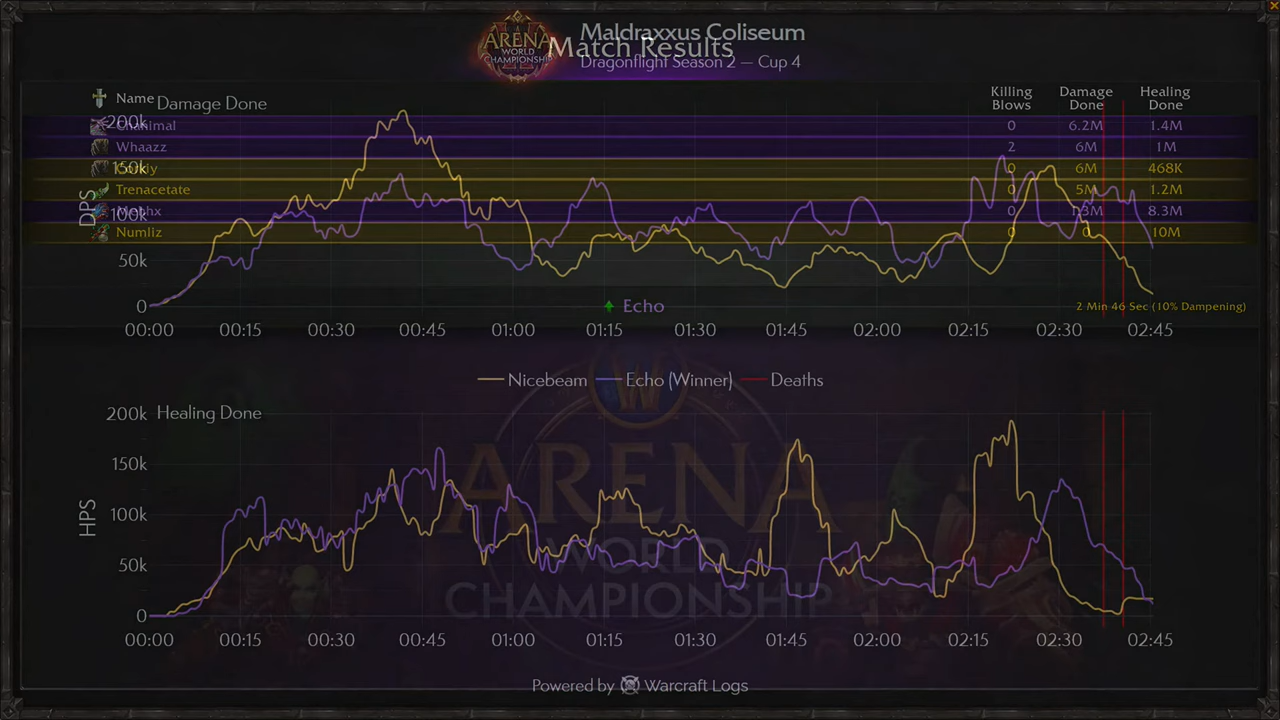 Maldraxxus Coliseum
Match Results
Dragonflight Season 2 — Cup 4
ARENA
WORLD
CHAMPIONSHIP
Name
Damage Done
Killing Blows
Damage Done
Healing Done
200k
Chanimal 0 6.2M 1.4M
Whaazz 2 6M 1M
150k
0 6M 468K
Trenacetate 0 5M 1.2M
DPS
100k
0 1.3M 8.3M
Numliz 0 0 10M
50k
0
Echo
2 Min 46 Sec (10% Dampening)
00:00 00:15 00:30 00:45 01:00 01:15 01:30 01:45 02:00 02:15 02:30 02:45
Nicebeam Echo (Winner) Deaths
200k
Healing Done
150k
ARENA
HPS
100k
WORLD
50k
CHAMPIONSHIP
0
00:00 00:15 00:30 00:45 01:00 01:15 01:30 01:45 02:00 02:15 02:30 02:45
Powered by Warcraft Logs